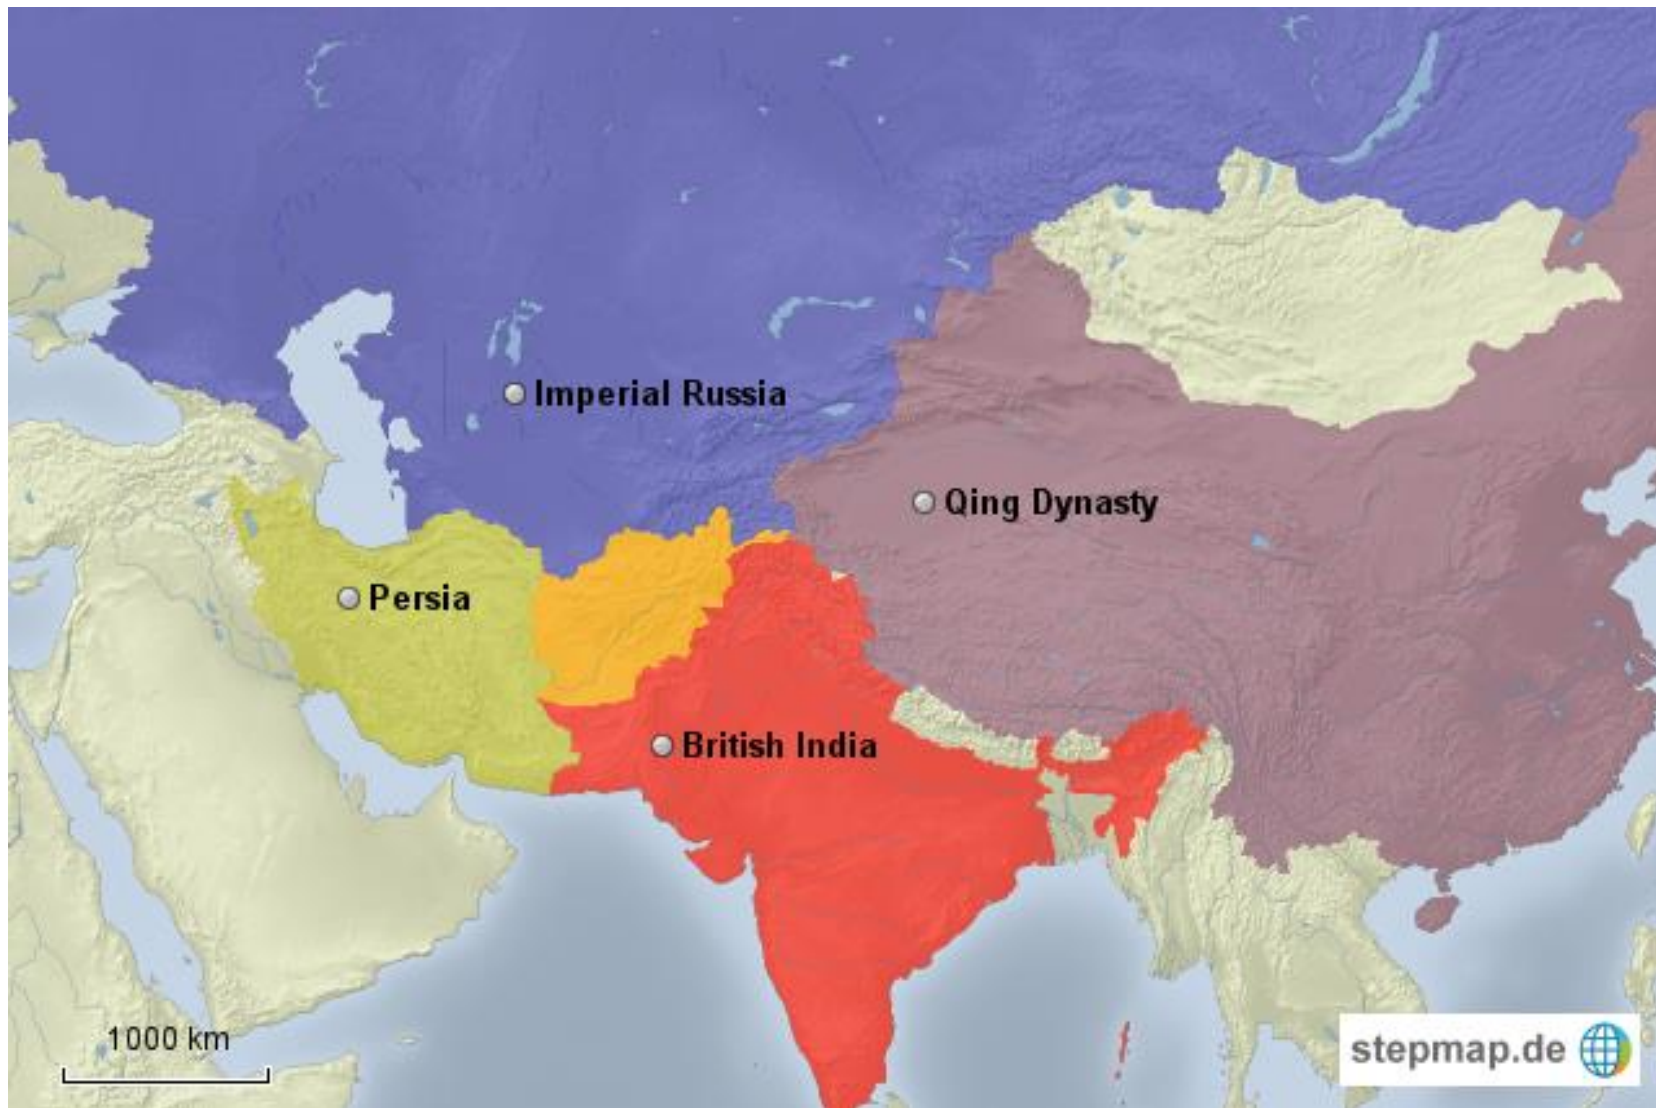 Imperial Russia
Qing Dynasty
Persia
British India
1000 km
stepmap.de